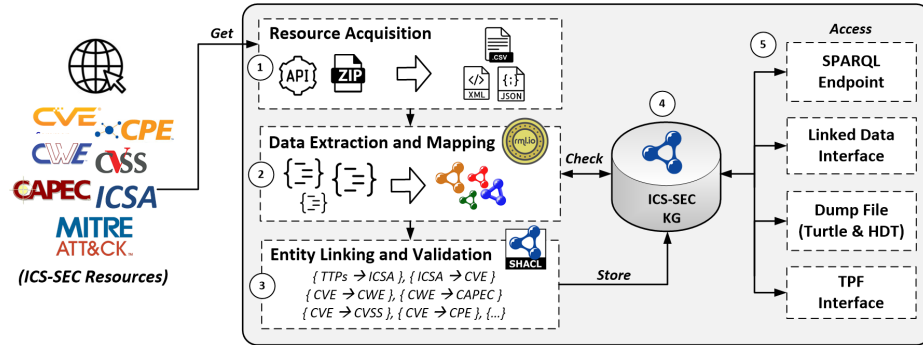 Get
Resource Acquisition
1
API
ZIP
.CSV
</>
XML
{;}
JSON
CVE
CPE
CWE
CVSS
CAPEC
ICSA
MITRE
ATT&CK™
(ICS-SEC Resources)
Data Extraction and Mapping
rml.io
2
Check
Entity Linking and Validation
SHACL
3
{ TTPs → ICSA }, { ICSA → CVE }
{ CVE → CWE }, { CWE → CAPEC }
{ CVE → CVSS }, { CVE → CPE }, {...}
Store
4
ICS-SEC
KG
5
Access
SPARQL
Endpoint
Linked Data
Interface
Dump File
(Turtle & HDT)
TPF
Interface